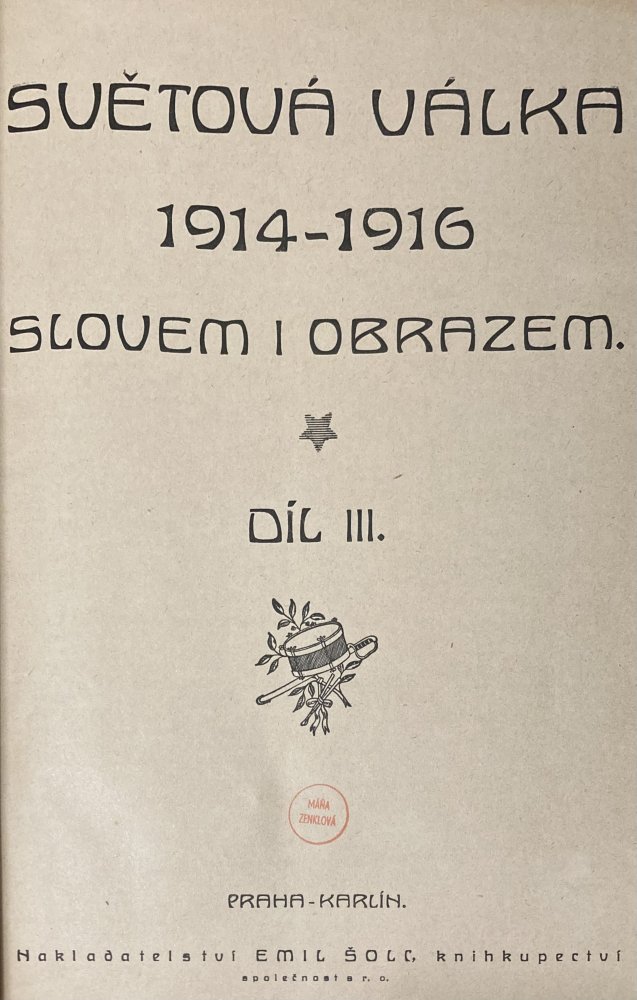 SVĚTOVÁ VÁLKA
1914-1916
SLOVEM I OBRAZEM.
DÍL III.
MÁŇA
ZENKLOVÁ
PRAHA-KARLÍN.
Nakladatelství EMIL ŠOLC, knihkupectví
společnost s r. o.